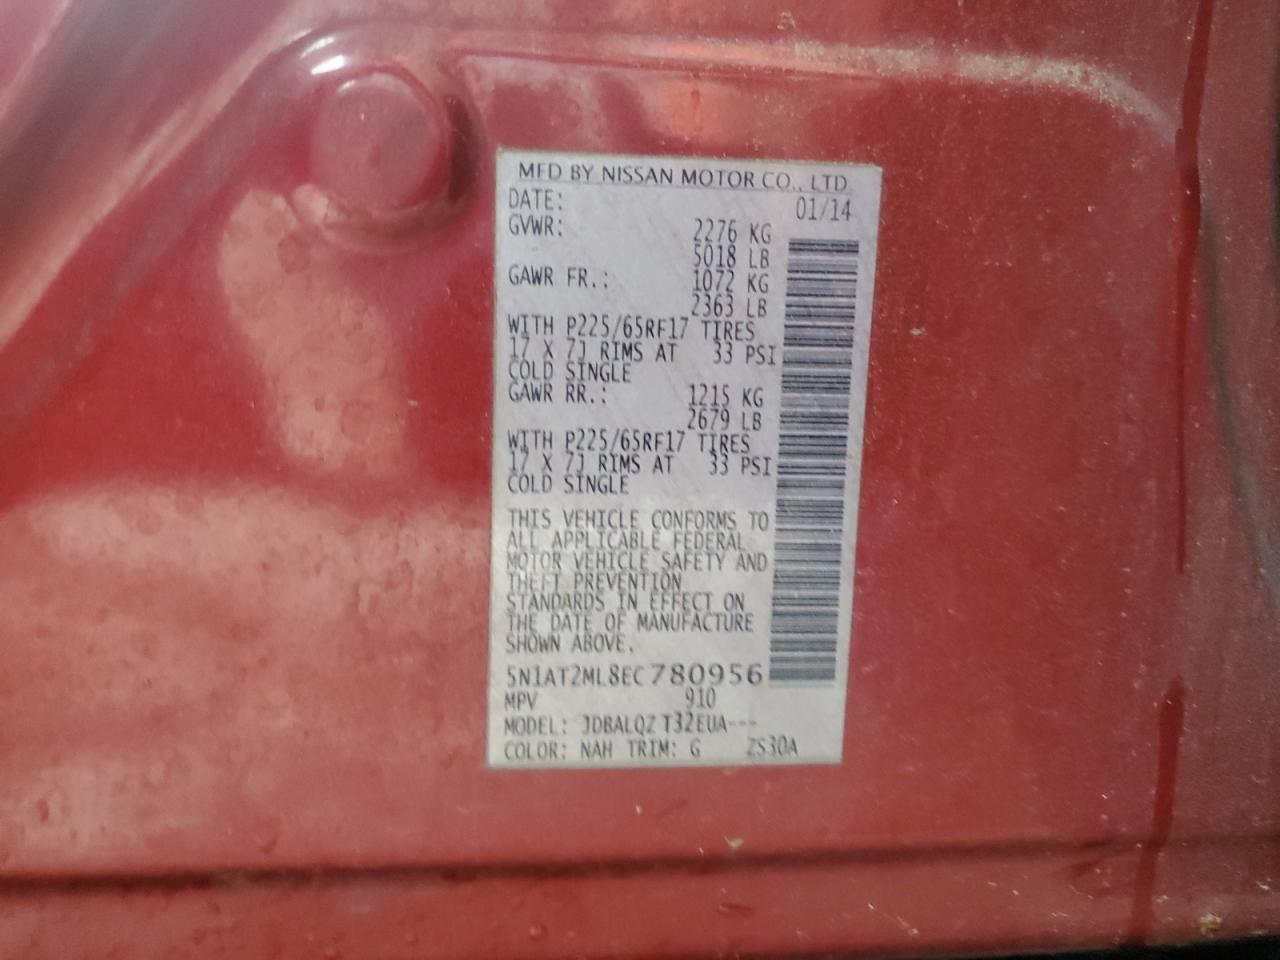 MFD BY NISSAN MOTOR CO., LTD
DATE: 01/14
GVWR: 2276 KG
5018 LB
GAWR FR.: 1072 KG
2363 LB
WITH P225/65RF17 TIRES
17 X 7J RIMS AT 33 PSI
COLD SINGLE
GAWR RR.: 1215 KG
2679 LB
WITH P225/65RF17 TIRES
17 X 7J RIMS AT 33 PSI
COLD SINGLE
THIS VEHICLE CONFORMS TO
ALL APPLICABLE FEDERAL
MOTOR VEHICLE SAFETY AND
THEFT PREVENTION
STANDARDS IN EFFECT ON
THE DATE OF MANUFACTURE
SHOWN ABOVE.
5N1AT2ML8EC780956
MPV 910
MODEL: JDBALQZ T32EUA---
COLOR: NAH TRIM: G ZS30A